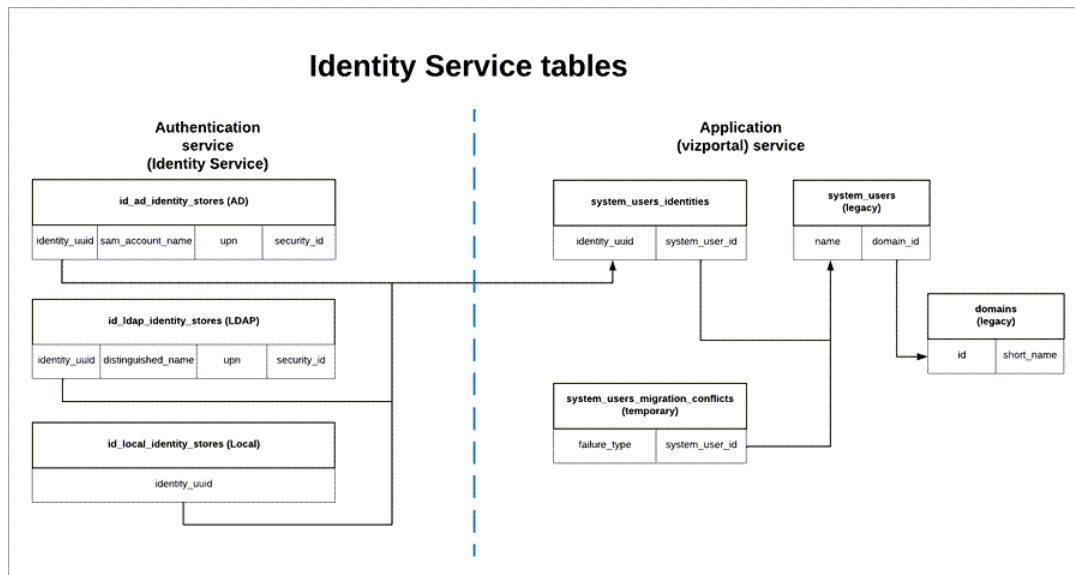 Identity Service tables
Authentication
service
(Identity Service)
id_ad_identity_stores (AD)
identity_uuid sam_account_name upn security_id
id_ldap_identity_stores (LDAP)
identity_uuid distinguished_name upn security_id
id_local_identity_stores (Local)
identity_uuid
Application
(vizportal) service
system_users_identities
identity_uuid system_user_id
system_users
(legacy)
name domain_id
domains
(legacy)
id short_name
system_users_migration_conflicts
(temporary)
failure_type system_user_id